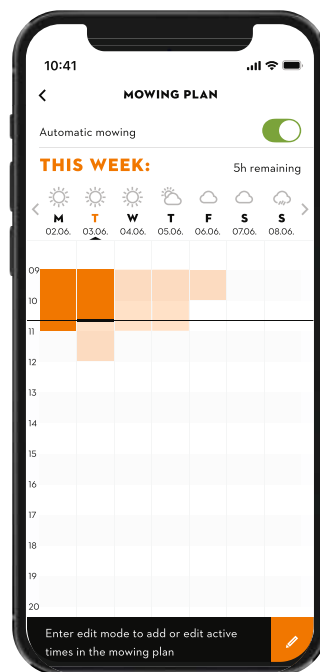 10:41
MOWING PLAN
Automatic mowing
THIS WEEK:
5h remaining
M T W T F S S
02.06. 03.06. 04.06. 05.06. 06.06. 07.06. 08.06.
09
10
11
12
13
14
15
16
17
18
19
20
Enter edit mode to add or edit active
times in the mowing plan